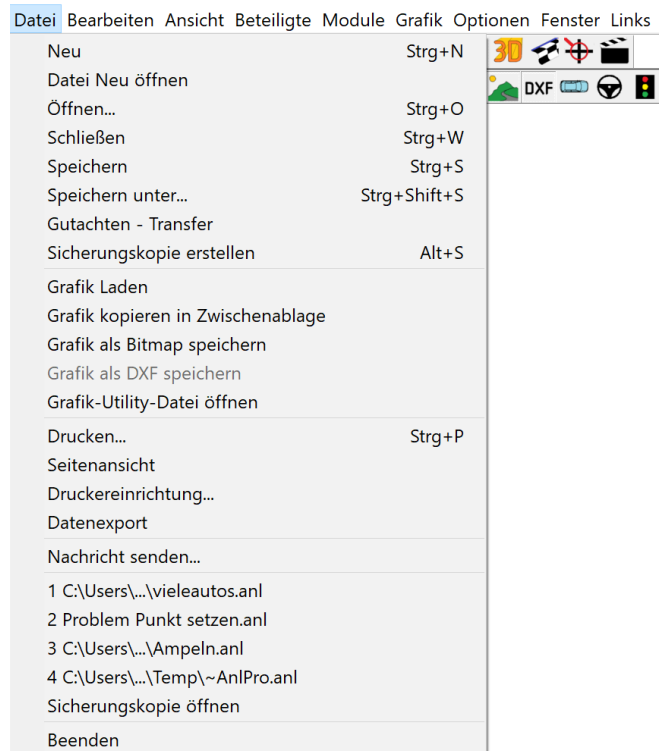 Datei Bearbeiten Ansicht Beteiligte Module Grafik Optionen Fenster Links
Neu Strg+N
3D
Datei Neu öffnen
DXF
Öffnen... Strg+O
Schließen Strg+W
Speichern Strg+S
Speichern unter... Strg+Shift+S
Gutachten - Transfer
Sicherungskopie erstellen Alt+S
Grafik Laden
Grafik kopieren in Zwischenablage
Grafik als Bitmap speichern
Grafik als DXF speichern
Grafik-Utility-Datei öffnen
Drucken... Strg+P
Seitenansicht
Druckereinrichtung...
Datenexport
Nachricht senden...
1 C:\Users\...\vieleautos.anl
2 Problem Punkt setzen.anl
3 C:\Users\...\Ampeln.anl
4 C:\Users\...\Temp\~AnlPro.anl
Sicherungskopie öffnen
Beenden